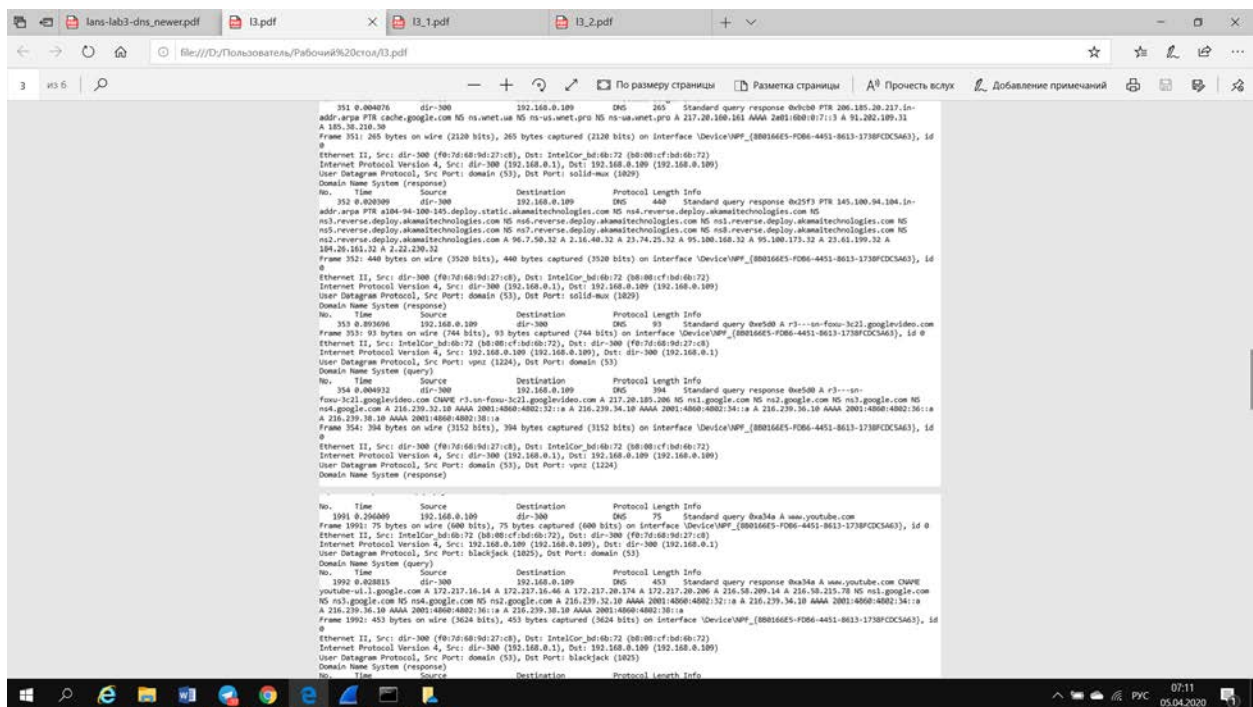 lans-lab3-dns_newer.pdf l3.pdf l3_1.pdf l3_2.pdf
file:///D:/Пользователь/Рабочий%20стол/l3.pdf
3 из 6 По размеру страницы Разметка страницы Прочесть вслух Добавление примечаний
351 0.004076 dir-300 192.168.0.109 DNS 265 Standard query response 0x9cb0 PTR 206.185.20.217.in-
addr.arpa PTR cache.google.com NS ns.wnet.ua NS ns-us.wnet.pro NS ns-ua.wnet.pro A 217.20.160.161 AAAA 2a01:6b0:0:7::3 A 91.202.109.31
A 185.38.210.50
Frame 351: 265 bytes on wire (2120 bits), 265 bytes captured (2120 bits) on interface \Device\NPF_{8B0166E5-FD86-4451-8613-1738FCDC5A63}, id
0
Ethernet II, Src: dir-300 (f0:7d:68:9d:27:c8), Dst: IntelCor_bd:6b:72 (b8:08:cf:bd:6b:72)
Internet Protocol Version 4, Src: dir-300 (192.168.0.1), Dst: 192.168.0.109 (192.168.0.109)
User Datagram Protocol, Src Port: domain (53), Dst Port: solid-mux (1029)
Domain Name System (response)
No. Time Source Destination Protocol Length Info
352 0.020309 dir-300 192.168.0.109 DNS 440 Standard query response 0x25f3 PTR 145.100.94.104.in-
addr.arpa PTR a104-94-100-145.deploy.static.akamaitechnologies.com NS ns4.reverse.deploy.akamaitechnologies.com NS
ns3.reverse.deploy.akamaitechnologies.com NS ns6.reverse.deploy.akamaitechnologies.com NS ns1.reverse.deploy.akamaitechnologies.com NS
ns5.reverse.deploy.akamaitechnologies.com NS ns7.reverse.deploy.akamaitechnologies.com NS ns8.reverse.deploy.akamaitechnologies.com NS
ns2.reverse.deploy.akamaitechnologies.com A 96.7.50.32 A 2.16.40.32 A 23.74.25.32 A 95.100.168.32 A 95.100.173.32 A 23.61.199.32 A
184.26.161.32 A 2.22.230.32
Frame 352: 440 bytes on wire (3520 bits), 440 bytes captured (3520 bits) on interface \Device\NPF_{8B0166E5-FD86-4451-8613-1738FCDC5A63}, id
0
Ethernet II, Src: dir-300 (f0:7d:68:9d:27:c8), Dst: IntelCor_bd:6b:72 (b8:08:cf:bd:6b:72)
Internet Protocol Version 4, Src: dir-300 (192.168.0.1), Dst: 192.168.0.109 (192.168.0.109)
User Datagram Protocol, Src Port: domain (53), Dst Port: solid-mux (1029)
Domain Name System (response)
No. Time Source Destination Protocol Length Info
353 0.893696 192.168.0.109 dir-300 DNS 93 Standard query 0xe5d0 A r3---sn-foxu-3c2l.googlevideo.com
Frame 353: 93 bytes on wire (744 bits), 93 bytes captured (744 bits) on interface \Device\NPF_{8B0166E5-FD86-4451-8613-1738FCDC5A63}, id 0
Ethernet II, Src: IntelCor_bd:6b:72 (b8:08:cf:bd:6b:72), Dst: dir-300 (f0:7d:68:9d:27:c8)
Internet Protocol Version 4, Src: 192.168.0.109 (192.168.0.109), Dst: dir-300 (192.168.0.1)
User Datagram Protocol, Src Port: vpnz (1224), Dst Port: domain (53)
Domain Name System (query)
No. Time Source Destination Protocol Length Info
354 0.004932 dir-300 192.168.0.109 DNS 394 Standard query response 0xe5d0 A r3---sn-
foxu-3c2l.googlevideo.com CNAME r3.sn-foxu-3c2l.googlevideo.com A 217.20.185.206 NS ns1.google.com NS ns2.google.com NS ns3.google.com NS
ns4.google.com A 216.239.32.10 AAAA 2001:4860:4802:32::a A 216.239.34.10 AAAA 2001:4860:4802:34::a A 216.239.36.10 AAAA 2001:4860:4802:36::a
A 216.239.38.10 AAAA 2001:4860:4802:38::a
Frame 354: 394 bytes on wire (3152 bits), 394 bytes captured (3152 bits) on interface \Device\NPF_{8B0166E5-FD86-4451-8613-1738FCDC5A63}, id
0
Ethernet II, Src: dir-300 (f0:7d:68:9d:27:c8), Dst: IntelCor_bd:6b:72 (b8:08:cf:bd:6b:72)
Internet Protocol Version 4, Src: dir-300 (192.168.0.1), Dst: 192.168.0.109 (192.168.0.109)
User Datagram Protocol, Src Port: domain (53), Dst Port: vpnz (1224)
Domain Name System (response)
No. Time Source Destination Protocol Length Info
1991 0.296009 192.168.0.109 dir-300 DNS 75 Standard query 0xa34a A www.youtube.com
Frame 1991: 75 bytes on wire (600 bits), 75 bytes captured (600 bits) on interface \Device\NPF_{8B0166E5-FD86-4451-8613-1738FCDC5A63}, id 0
Ethernet II, Src: IntelCor_bd:6b:72 (b8:08:cf:bd:6b:72), Dst: dir-300 (f0:7d:68:9d:27:c8)
Internet Protocol Version 4, Src: 192.168.0.109 (192.168.0.109), Dst: dir-300 (192.168.0.1)
User Datagram Protocol, Src Port: blackjack (1025), Dst Port: domain (53)
Domain Name System (query)
No. Time Source Destination Protocol Length Info
1992 0.028815 dir-300 192.168.0.109 DNS 453 Standard query response 0xa34a A www.youtube.com CNAME
youtube-ui.l.google.com A 172.217.16.14 A 172.217.16.46 A 172.217.20.174 A 172.217.20.206 A 216.58.209.14 A 216.58.215.78 NS ns1.google.com
NS ns3.google.com NS ns4.google.com NS ns2.google.com A 216.239.32.10 AAAA 2001:4860:4802:32::a A 216.239.34.10 AAAA 2001:4860:4802:34::a
A 216.239.36.10 AAAA 2001:4860:4802:36::a A 216.239.38.10 AAAA 2001:4860:4802:38::a
Frame 1992: 453 bytes on wire (3624 bits), 453 bytes captured (3624 bits) on interface \Device\NPF_{8B0166E5-FD86-4451-8613-1738FCDC5A63}, id
0
Ethernet II, Src: dir-300 (f0:7d:68:9d:27:c8), Dst: IntelCor_bd:6b:72 (b8:08:cf:bd:6b:72)
Internet Protocol Version 4, Src: dir-300 (192.168.0.1), Dst: 192.168.0.109 (192.168.0.109)
User Datagram Protocol, Src Port: domain (53), Dst Port: blackjack (1025)
Domain Name System (response)
No. Time Source Destination Protocol Length Info
РУС 07:11
05.04.2020